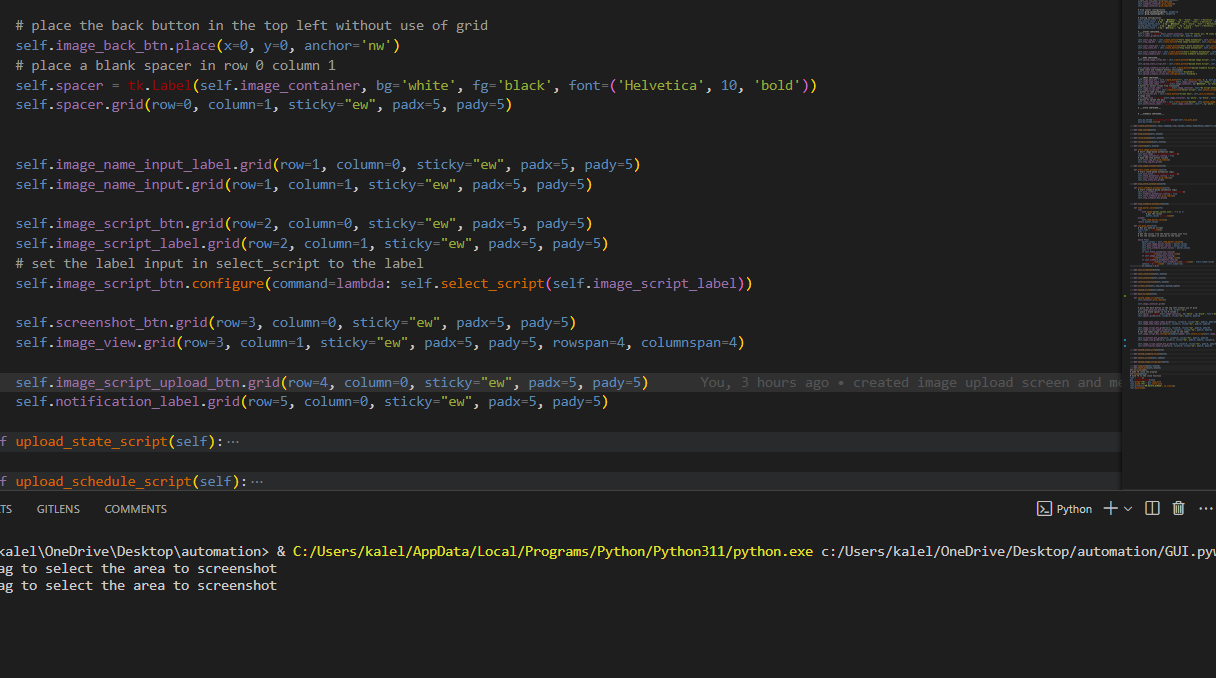 # place the back button in the top left without use of grid
self.image_back_btn.place(x=0, y=0, anchor='nw')
# place a blank spacer in row 0 column 1
self.spacer = tk.Label(self.image_container, bg='white', fg='black', font=('Helvetica', 10, 'bold'))
self.spacer.grid(row=0, column=1, sticky="ew", padx=5, pady=5)
self.image_name_input_label.grid(row=1, column=0, sticky="ew", padx=5, pady=5)
self.image_name_input.grid(row=1, column=1, sticky="ew", padx=5, pady=5)
self.image_script_btn.grid(row=2, column=0, sticky="ew", padx=5, pady=5)
self.image_script_label.grid(row=2, column=1, sticky="ew", padx=5, pady=5)
# set the label input in select_script to the label
self.image_script_btn.configure(command=lambda: self.select_script(self.image_script_label))
self.screenshot_btn.grid(row=3, column=0, sticky="ew", padx=5, pady=5)
self.image_view.grid(row=3, column=1, sticky="ew", padx=5, pady=5, rowspan=4, columnspan=4)
self.image_script_upload_btn.grid(row=4, column=0, sticky="ew", padx=5, pady=5) You, 3 hours ago • created image upload screen and m
self.notification_label.grid(row=5, column=0, sticky="ew", padx=5, pady=5)
f upload_state_script(self):···
f upload_schedule_script(self):···
TS GITLENS COMMENTS Python
kalel\OneDrive\Desktop\automation> & C:/Users/kalel/AppData/Local/Programs/Python/Python311/python.exe c:/Users/kalel/OneDrive/Desktop/automation/GUI.pyw
ag to select the area to screenshot
ag to select the area to screenshot